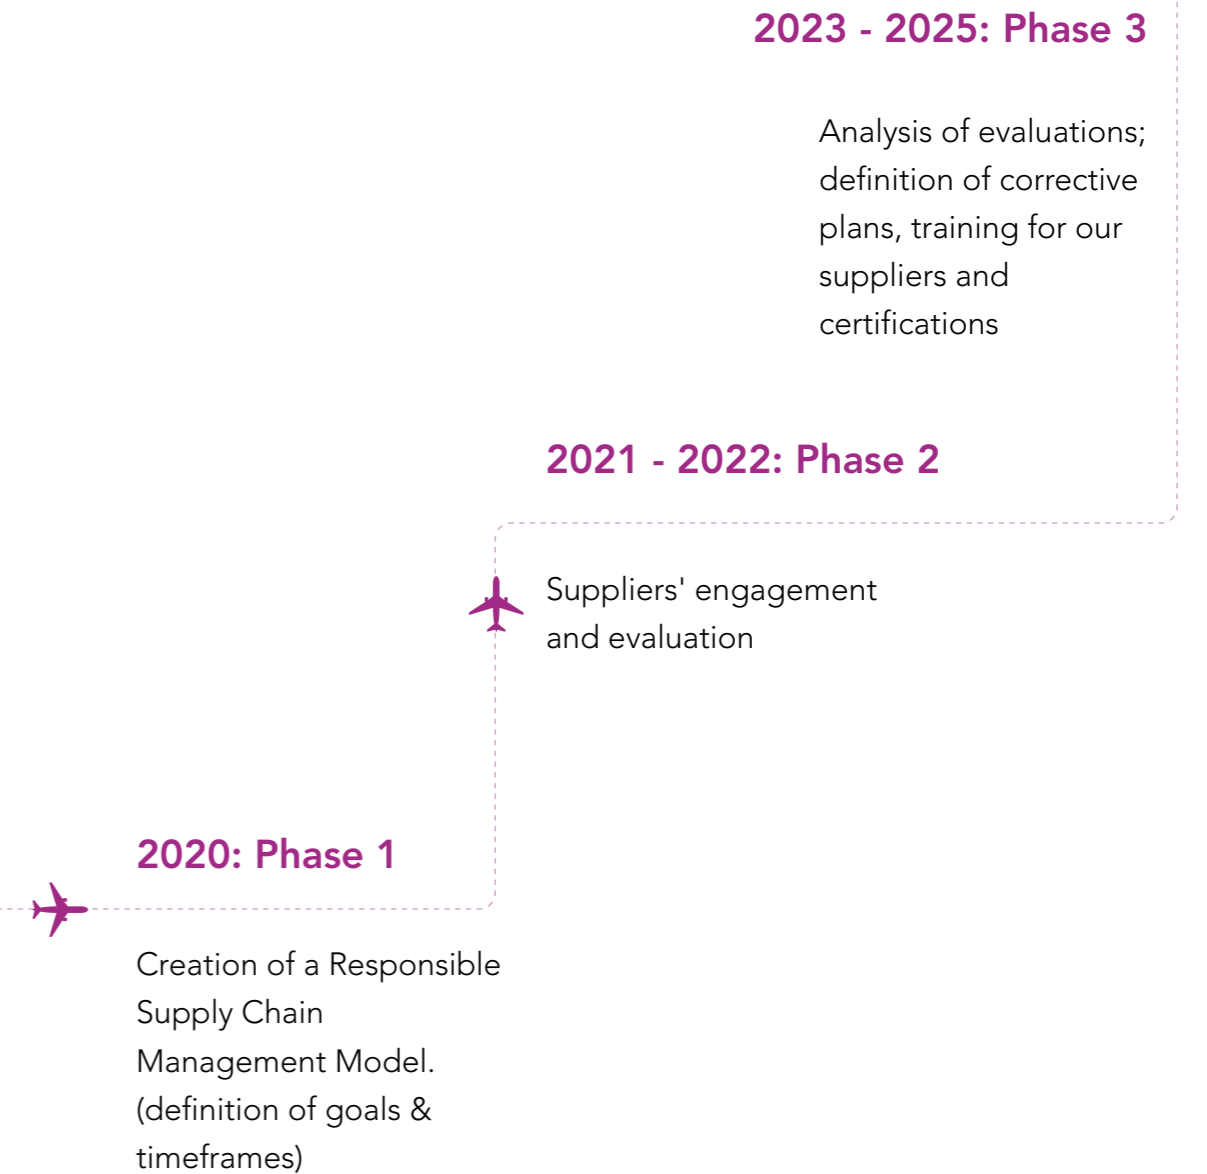 2023 - 2025: Phase 3
Analysis of evaluations;
definition of corrective
plans, training for our
suppliers and
certifications
2021 - 2022: Phase 2
Suppliers' engagement
and evaluation
2020: Phase 1
Creation of a Responsible
Supply Chain
Management Model.
(definition of goals &
timeframes)